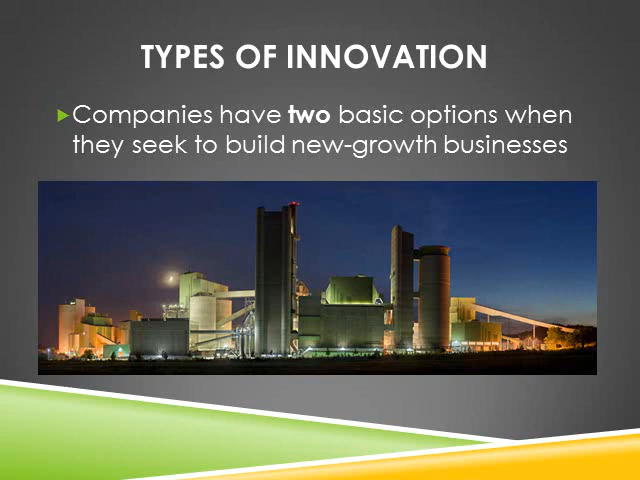 TYPES OF INNOVATION
Companies have two basic options when
they seek to build new-growth businesses